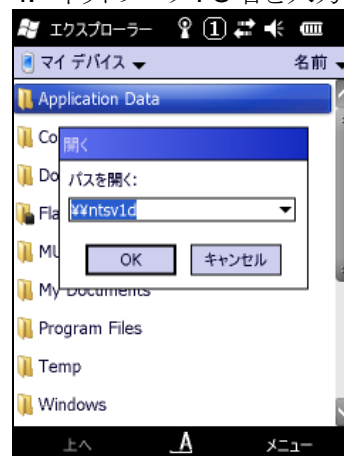 エクスプローラー
マイ デバイス 名前
Application Data
Co
開く
Do
パスを開く:
Fla
¥¥ntsv1d
MU
OK キャンセル
My Documents
Program Files
Temp
Windows
上へ A メニュー